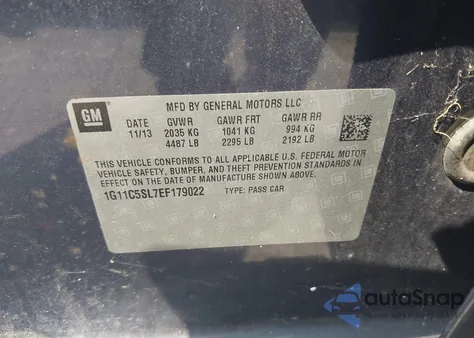 GM
MFD BY GENERAL MOTORS LLC
DATE GVWR GAWR FRT GAWR RR
11/13 2035 KG 1041 KG 994 KG
4487 LB 2295 LB 2192 LB
THIS VEHICLE CONFORMS TO ALL APPLICABLE U.S. FEDERAL MOTOR
VEHICLE SAFETY, BUMPER, AND THEFT PREVENTION STANDARDS IN
EFFECT ON THE DATE OF MANUFACTURE SHOWN ABOVE.
1G11C5SL7EF179022 TYPE: PASS CAR
autoSnap